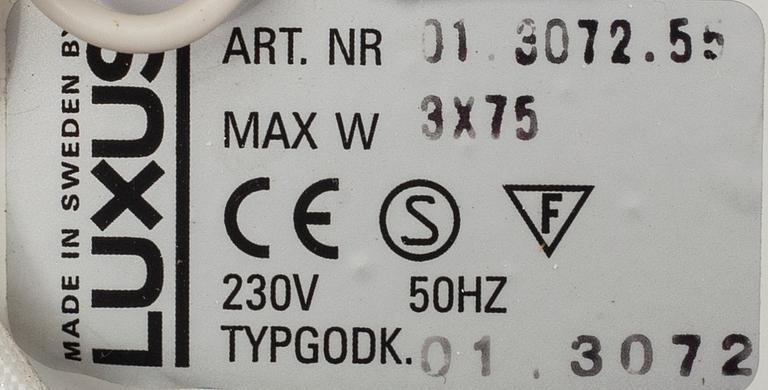 MADE IN SWEDEN BY
LUXUS
ART. NR 01.3072.55
MAX W 3X75
CE S F
230V 50HZ
TYPGODK. 01.3072